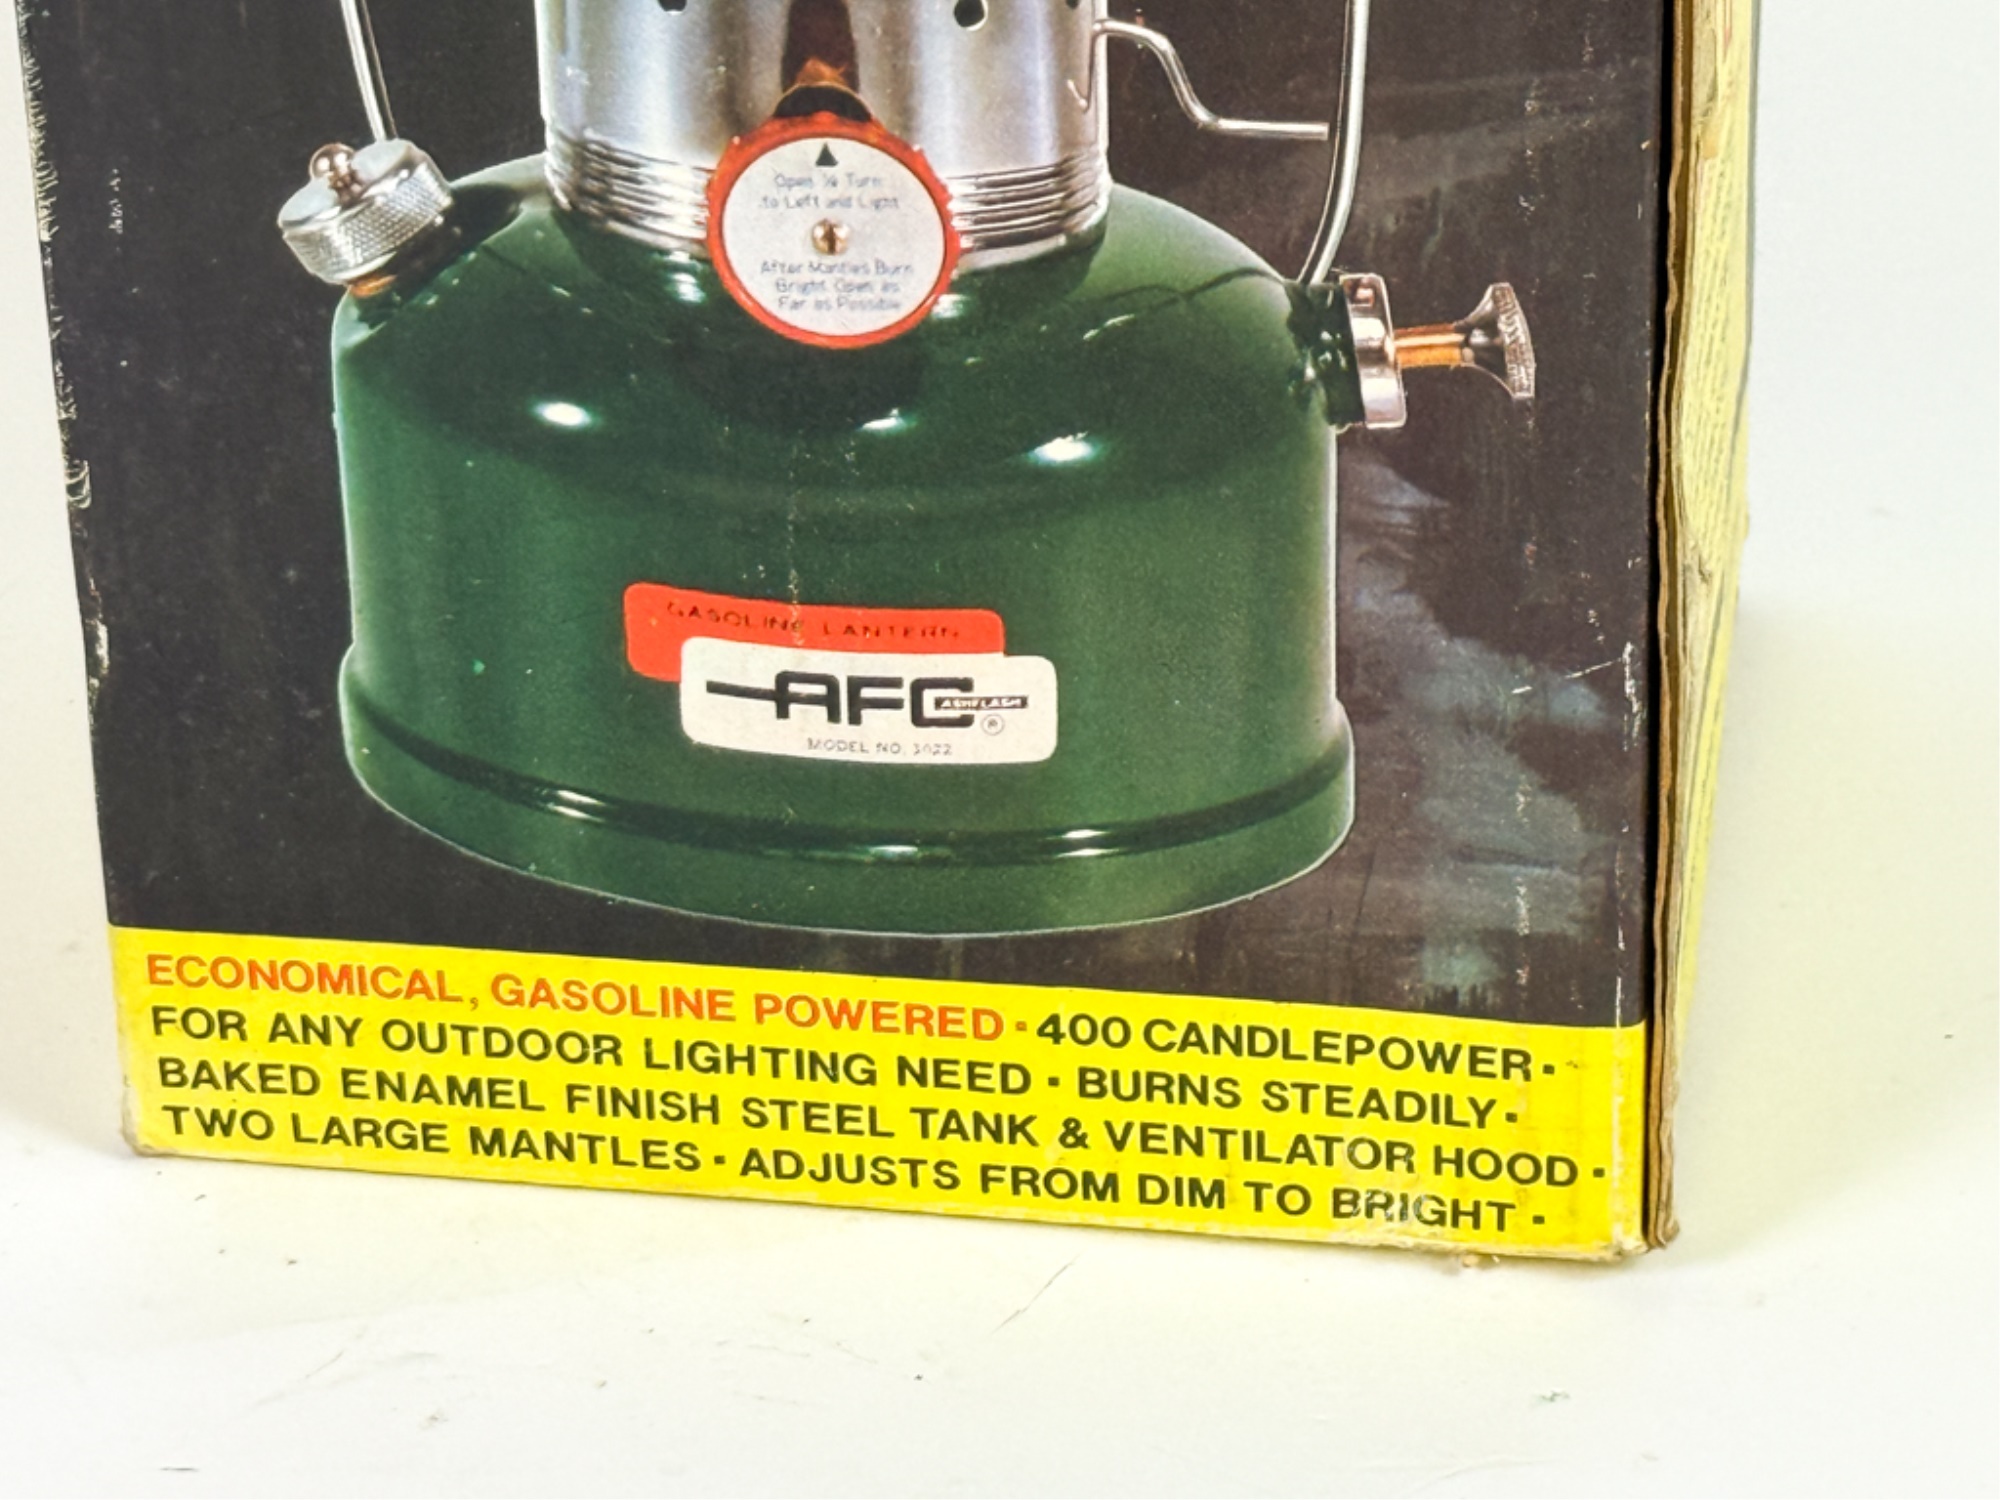 Open ¼ Turn
to Left and Light
After Mantles Burn
Bright Open as
Far as Possible
GASOLINE LANTERN
AFC
ASHFLASH
®
MODEL NO. 3022
ECONOMICAL, GASOLINE POWERED · 400 CANDLEPOWER ·
FOR ANY OUTDOOR LIGHTING NEED · BURNS STEADILY ·
BAKED ENAMEL FINISH STEEL TANK & VENTILATOR HOOD ·
TWO LARGE MANTLES · ADJUSTS FROM DIM TO BRIGHT ·